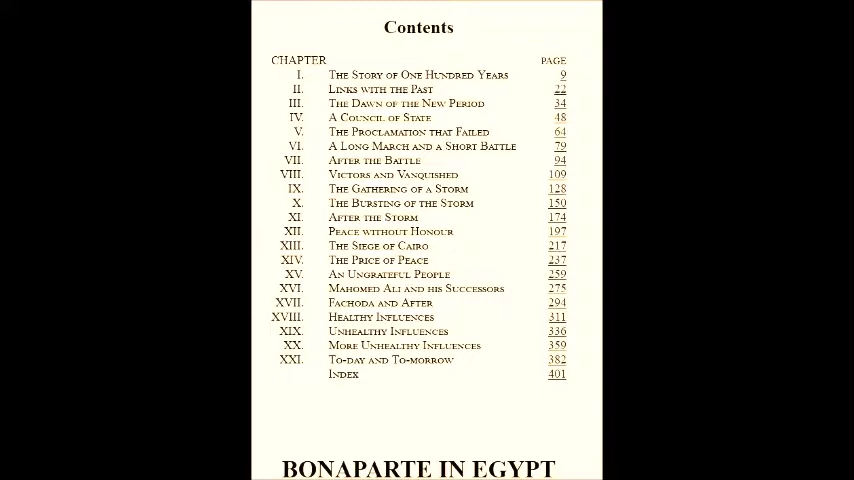 Contents
CHAPTER PAGE
I. The Story of One Hundred Years 9
II. Links with the Past 22
III. The Dawn of the New Period 34
IV. A Council of State 48
V. The Proclamation that Failed 64
VI. A Long March and a Short Battle 79
VII. After the Battle 94
VIII. Victors and Vanquished 109
IX. The Gathering of a Storm 128
X. The Bursting of the Storm 150
XI. After the Storm 174
XII. Peace without Honour 197
XIII. The Siege of Cairo 217
XIV. The Price of Peace 237
XV. An Ungrateful People 259
XVI. Mahomed Ali and his Successors 275
XVII. Fachoda and After 294
XVIII. Healthy Influences 311
XIX. Unhealthy Influences 336
XX. More Unhealthy Influences 359
XXI. To-day and To-morrow 382
Index 401
BONAPARTE IN EGYPT